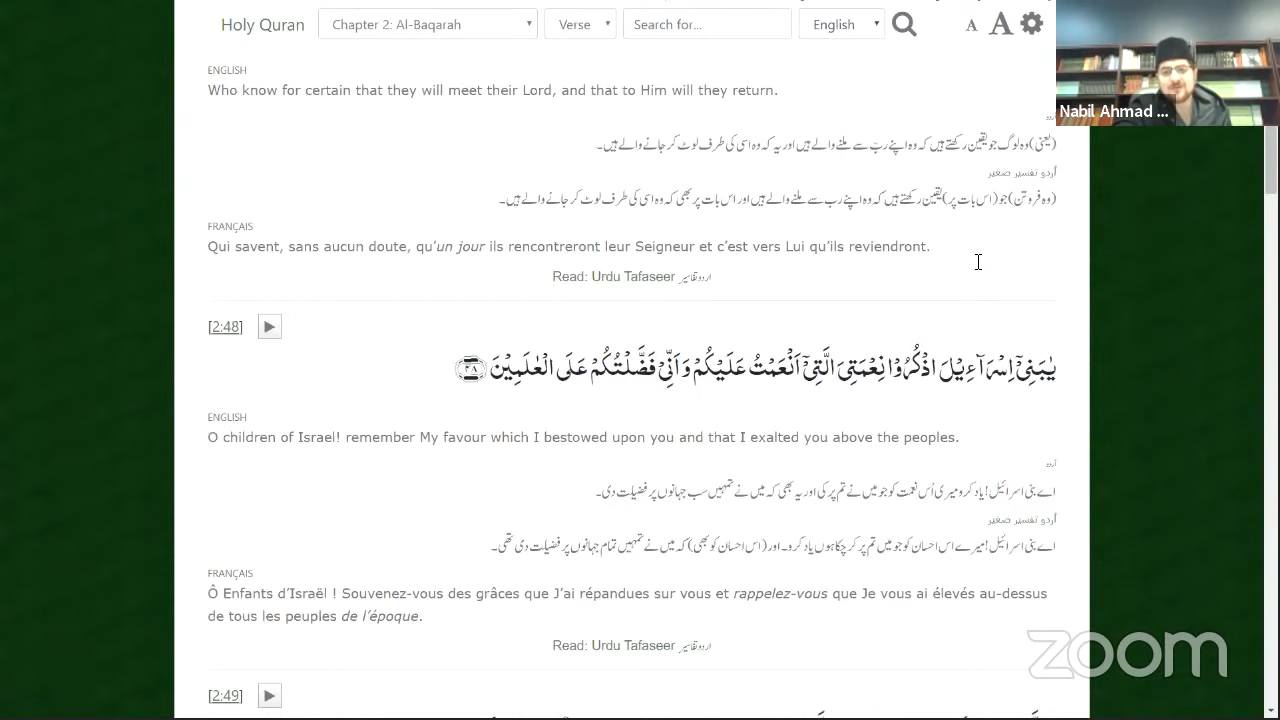 Holy Quran Chapter 2: Al-Baqarah Verse Search for... English A A
Nabil Ahmad ...
ENGLISH
Who know for certain that they will meet their Lord, and that to Him will they return.
اردو
(یعنی) وہ لوگ جو یقین رکھتے ہیں کہ وہ اپنے ربّ سے ملنے والے ہیں اور یہ کہ وہ اسی کی طرف لوٹ کر جانے والے ہیں۔
اُردو تفسیر صغیر
(وہ فروتن) جو (اس بات پر) یقین رکھتے ہیں کہ وہ اپنے رب سے ملنے والے ہیں اور اس بات پر بھی کہ وہ اسی کی طرف لوٹ کر جانے والے ہیں۔
FRANÇAIS
Qui savent, sans aucun doute, qu’un jour ils rencontreront leur Seigneur et c’est vers Lui qu’ils reviendront.
Read: Urdu Tafaseer اردو تفاسیر
[2:48]
یٰبَنِیْۤ اِسْرَآءِیْلَ اذْکُرُوْا نِعْمَتِیَ الَّتِیْۤ اَنْعَمْتُ عَلَیْکُمْ وَ اَنِّیْ فَضَّلْتُکُمْ عَلَی الْعٰلَمِیْنَ ﴿۴۸﴾
ENGLISH
O children of Israel! remember My favour which I bestowed upon you and that I exalted you above the peoples.
اردو
اے بنی اسرائیل! یاد کرو میری اُس نعمت کو جو میں نے تم پر کی اور یہ بھی کہ میں نے تمہیں سب جہانوں پر فضیلت دی۔
اُردو تفسیر صغیر
اے بنی اسرائیل! میرے اس احسان کو جو میں تم پر کر چکا ہوں یاد کرو۔ اور (اس احسان کو بھی) کہ میں نے تمہیں تمام جہانوں پر فضیلت دی تھی۔
FRANÇAIS
Ô Enfants d’Israël ! Souvenez-vous des grâces que J’ai répandues sur vous et rappelez-vous que Je vous ai élevés au-dessus
de tous les peuples de l’époque.
Read: Urdu Tafaseer اردو تفاسیر
zoom
[2:49]